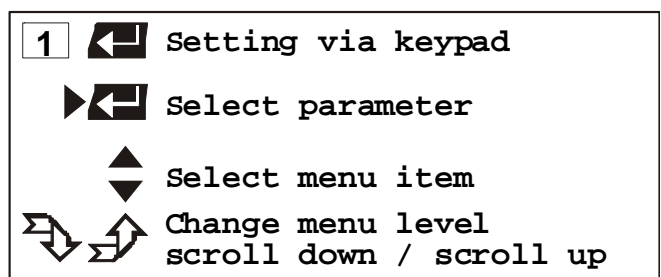 1 Setting via keypad
Select parameter
Select menu item
Change menu level
scroll down / scroll up